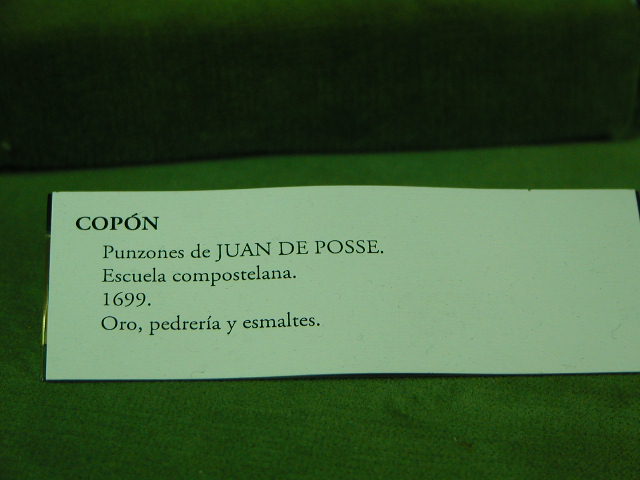 COPÓN
Punzones de JUAN DE POSSE.
Escuela compostelana.
1699.
Oro, pedrería y esmaltes.